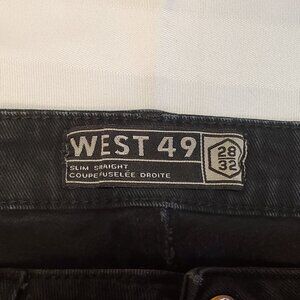 WEST 49
SLIM STRAIGHT
COUPE FUSELÉE DROITE
28
32